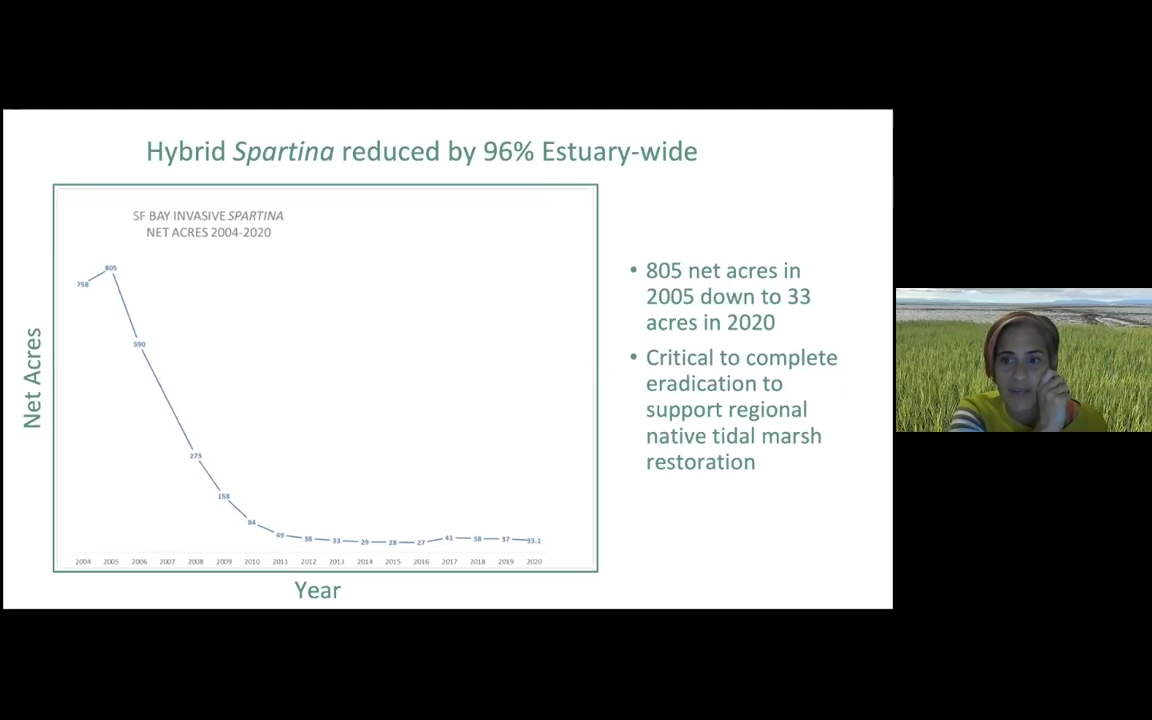 Hybrid Spartina reduced by 96% Estuary-wide
SF BAY INVASIVE SPARTINA
NET ACRES 2004-2020
805
758
590
273
158
84
49
38
33
29
28
27
41
38
37
33.1
2004 2005 2006 2007 2008 2009 2010 2011 2012 2013 2014 2015 2016 2017 2018 2019 2020
Net Acres
Year
• 805 net acres in
2005 down to 33
acres in 2020
• Critical to complete
eradication to
support regional
native tidal marsh
restoration